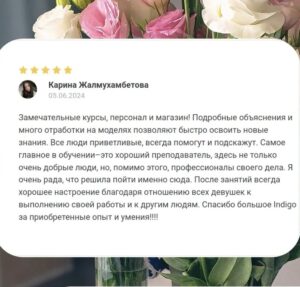 Карина Жалмухамбетова
05.06.2024
Замечательные курсы, персонал и магазин! Подробные объяснения и
много отработки на моделях позволяют быстро освоить новые
знания. Все люди приветливые, всегда помогут и подскажут. Самое
главное в обучении–это хороший преподаватель, здесь не только
очень добрые люди, но, помимо этого, профессионалы своего дела. Я
очень рада, что решила пойти именно сюда. После занятий всегда
хорошее настроение благодаря отношению всех девушек к
выполнению своей работы и к другим людям. Спасибо большое Indigo
за приобретенные опыт и умения!!!!